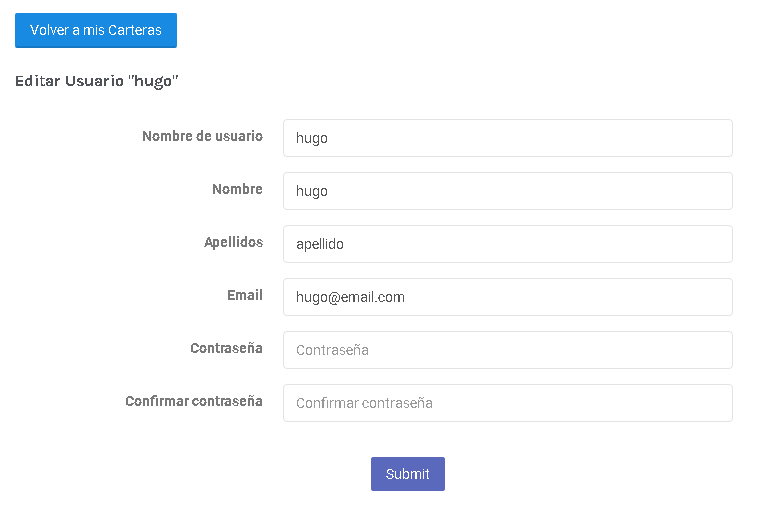 Volver a mis Carteras
Editar Usuario "hugo"
Nombre de usuario hugo
Nombre hugo
Apellidos apellido
Email hugo@email.com
Contraseña Contraseña
Confirmar contraseña Confirmar contraseña
Submit